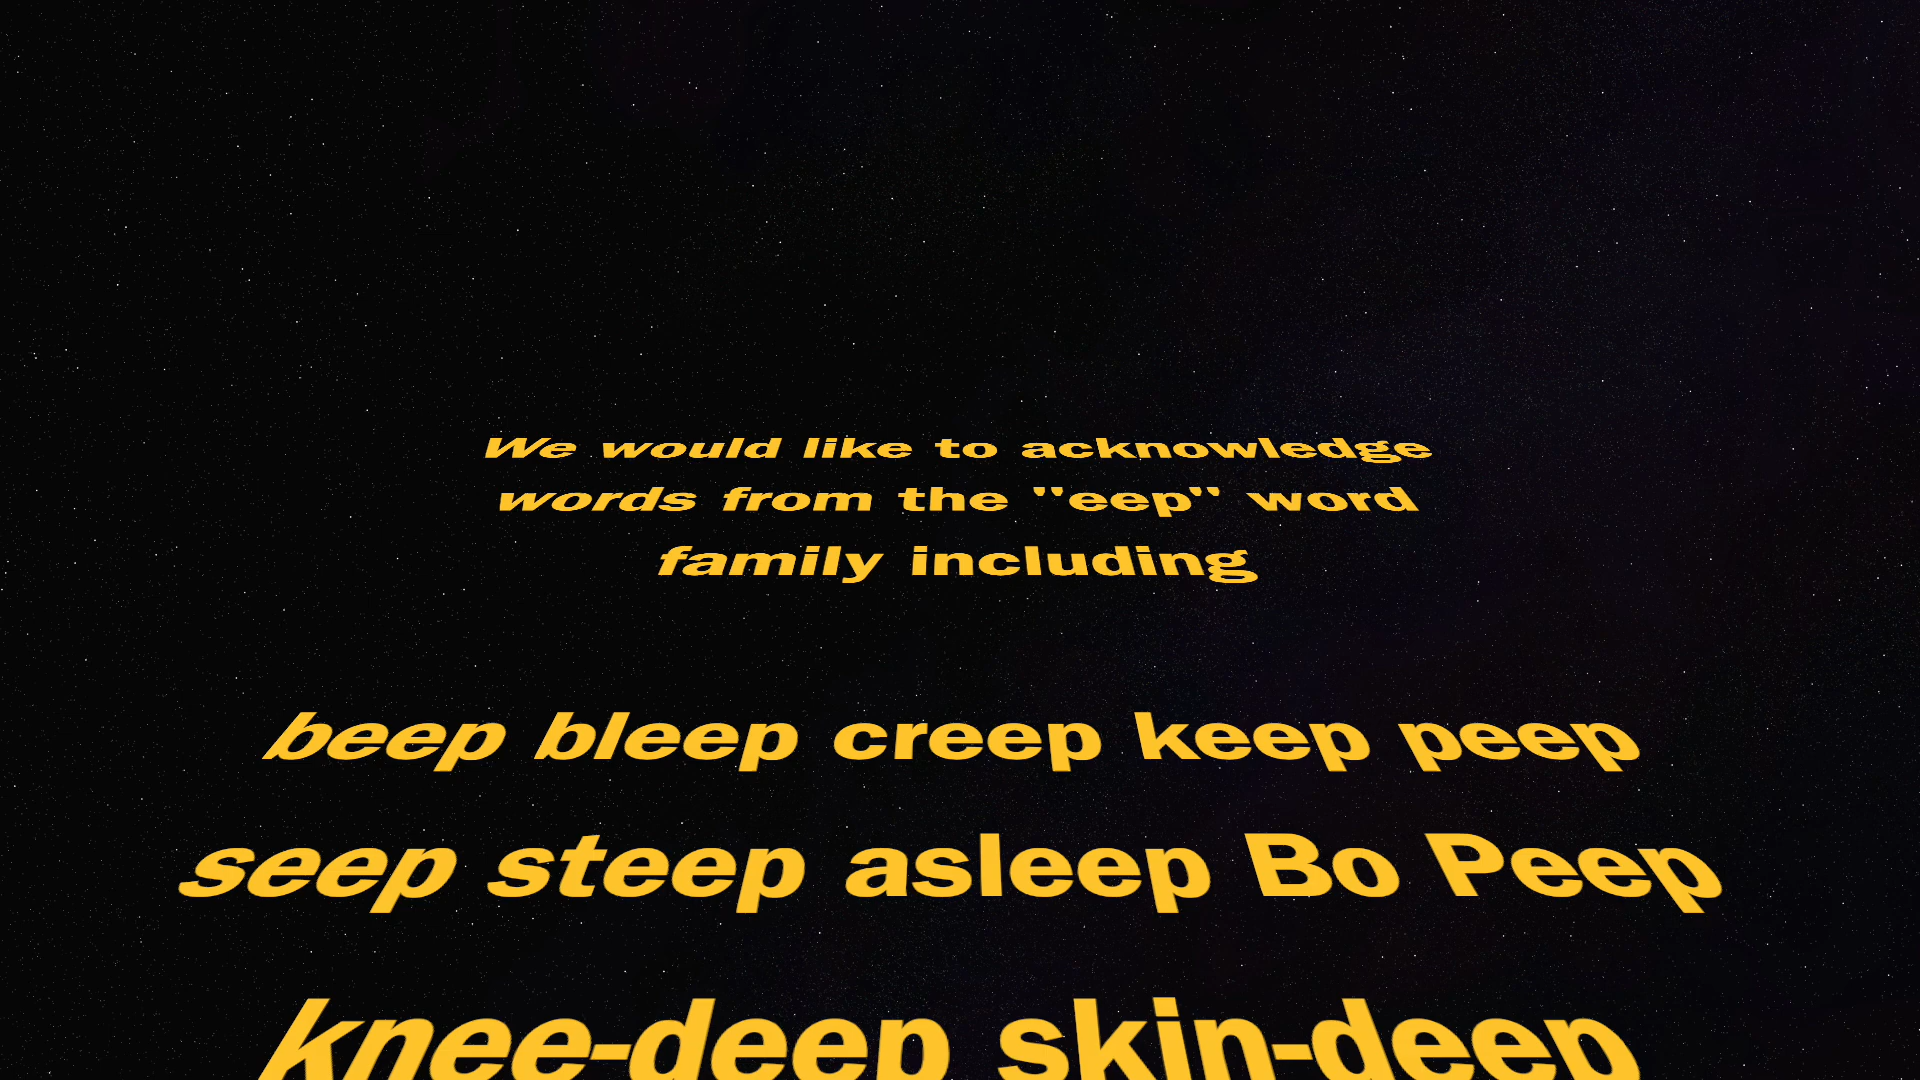 We would like to acknowledge
words from the "eep" word
family including
beep bleep creep keep peep
seep steep asleep Bo Peep
knee-deep skin-deep